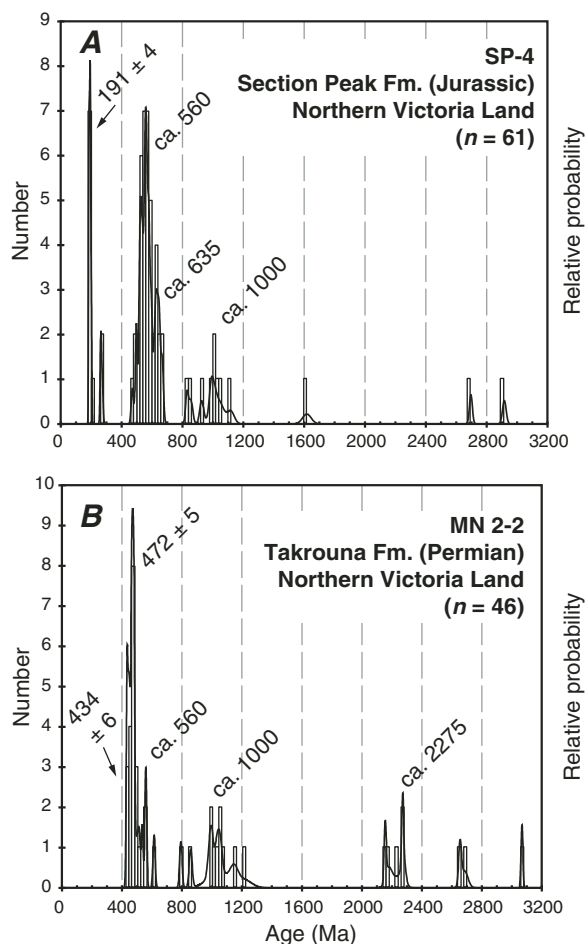 A
SP-4
Section Peak Fm. (Jurassic)
Northern Victoria Land
(n = 61)
191 ± 4
ca. 560
ca. 635
ca. 1000
Number
Relative probability
9
8
7
6
5
4
3
2
1
0
0 400 800 1200 1600 2000 2400 2800 3200
B
MN 2-2
Takrouna Fm. (Permian)
Northern Victoria Land
(n = 46)
472 ± 5
434
± 6
ca. 560
ca. 1000
ca. 2275
Number
Relative probability
10
9
8
7
6
5
4
3
2
1
0
0 400 800 1200 1600 2000 2400 2800 3200
Age (Ma)